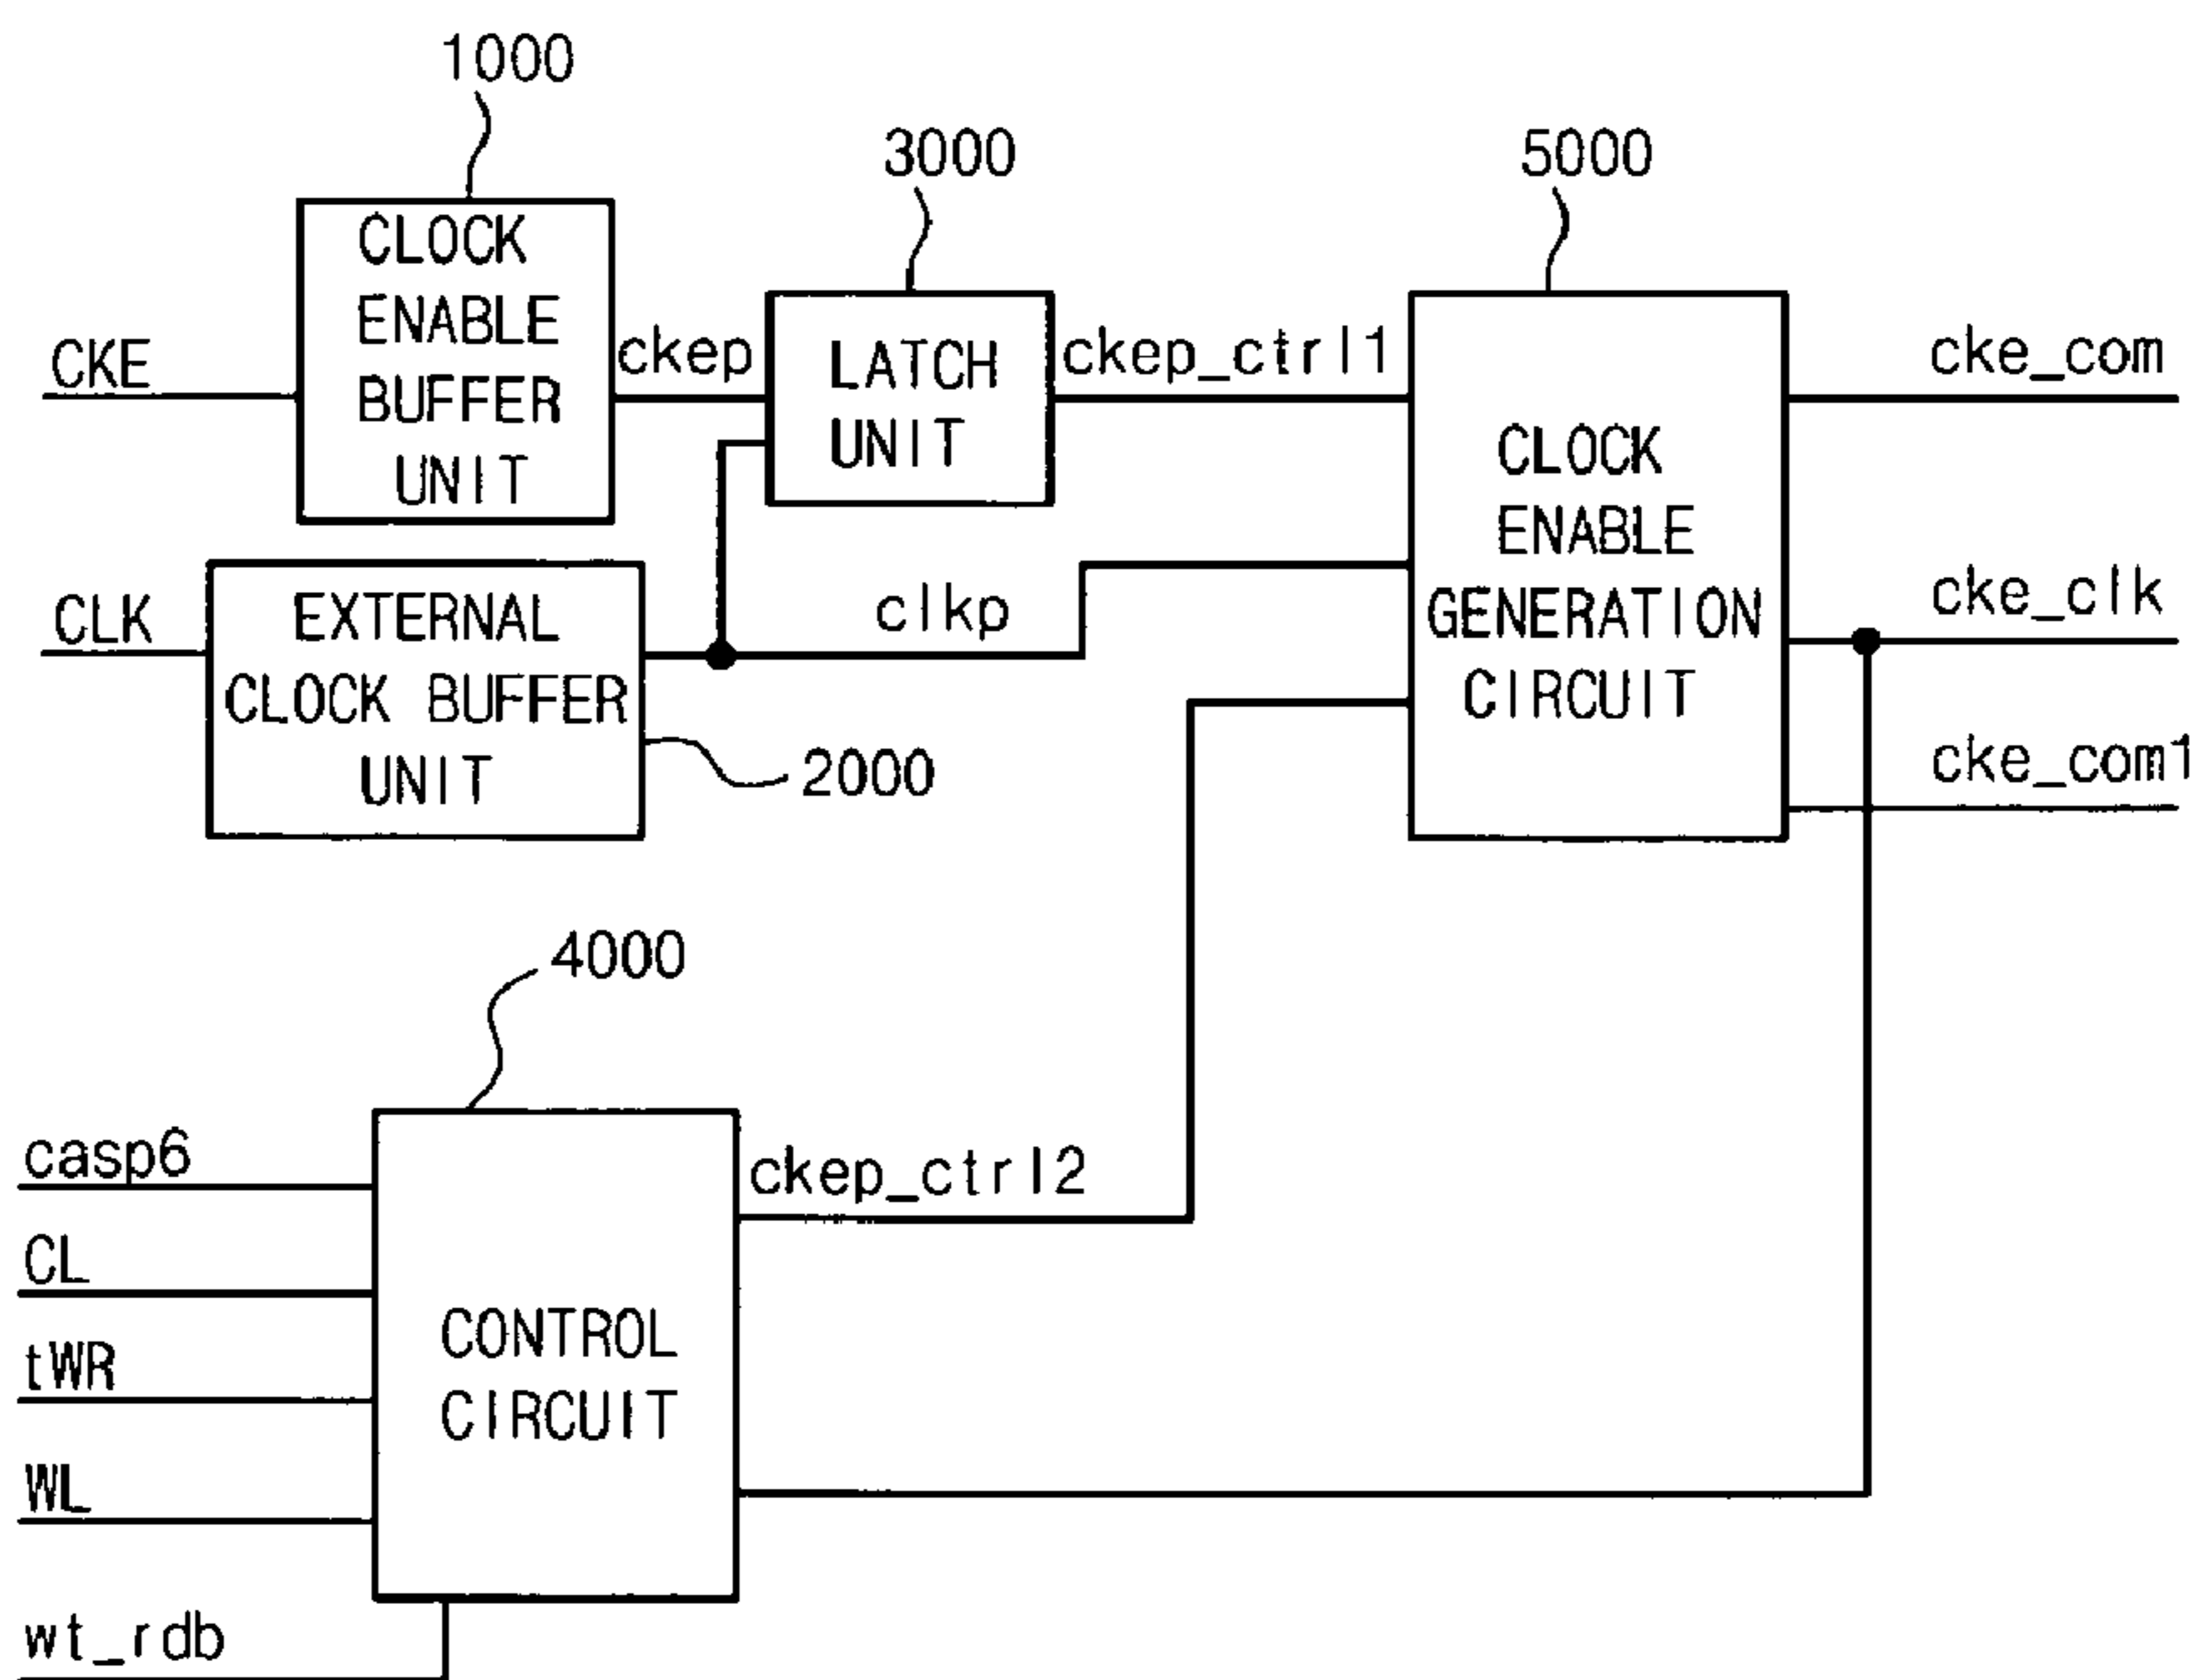 1000
3000
5000
CLOCK
ENABLE
BUFFER
UNIT
CKE
ckep
LATCH
UNIT
ckep_ctrl1
CLOCK
ENABLE
GENERATION
CIRCUIT
cke_com
cke_clk
cke_com1
CLK
EXTERNAL
CLOCK BUFFER
UNIT
clkp
2000
4000
casp6
CL
tWR
WL
wt_rdb
CONTROL
CIRCUIT
ckep_ctrl2